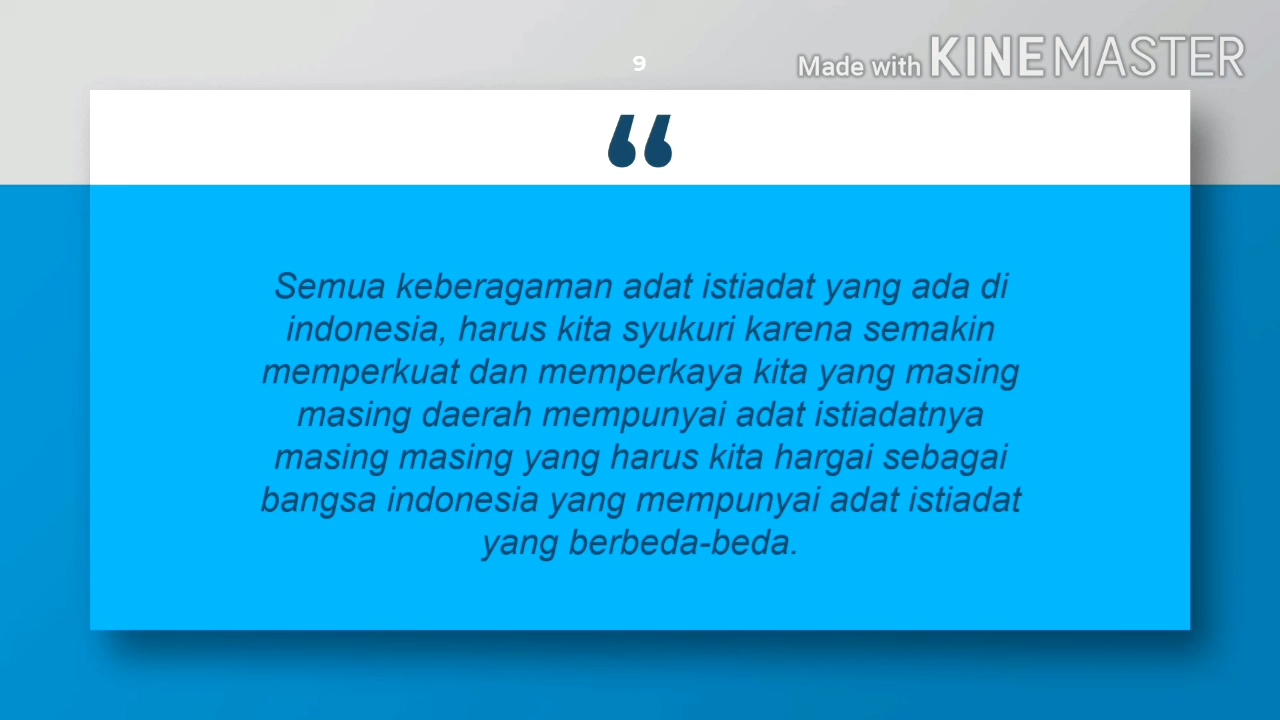 9
Made with KINEMASTER
“
Semua keberagaman adat istiadat yang ada di
indonesia, harus kita syukuri karena semakin
memperkuat dan memperkaya kita yang masing
masing daerah mempunyai adat istiadatnya
masing masing yang harus kita hargai sebagai
bangsa indonesia yang mempunyai adat istiadat
yang berbeda-beda.